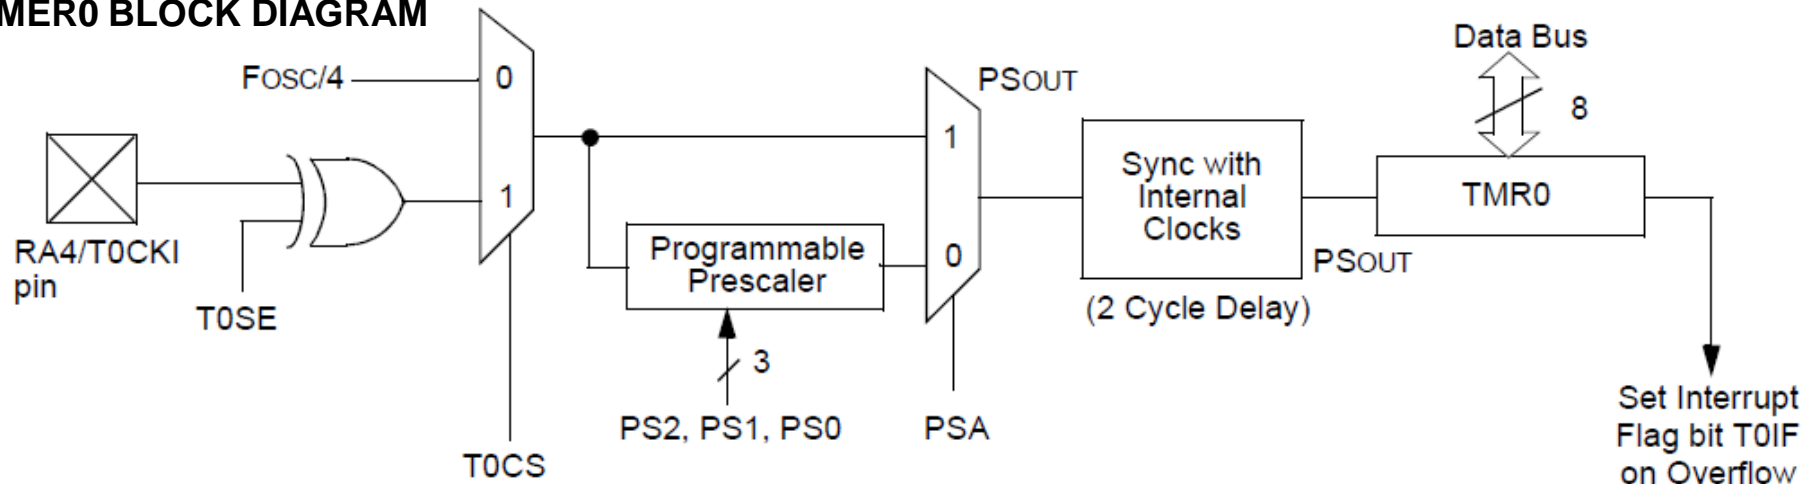 MER0 BLOCK DIAGRAM
Data Bus
FOSC/4
0
PSOUT
8
1
Sync with
Internal
Clocks
TMR0
1
RA4/T0CKI
pin
Programmable
Prescaler
0
PSOUT
T0SE
(2 Cycle Delay)
3
PS2, PS1, PS0
PSA
T0CS
Set Interrupt
Flag bit T0IF
on Overflow